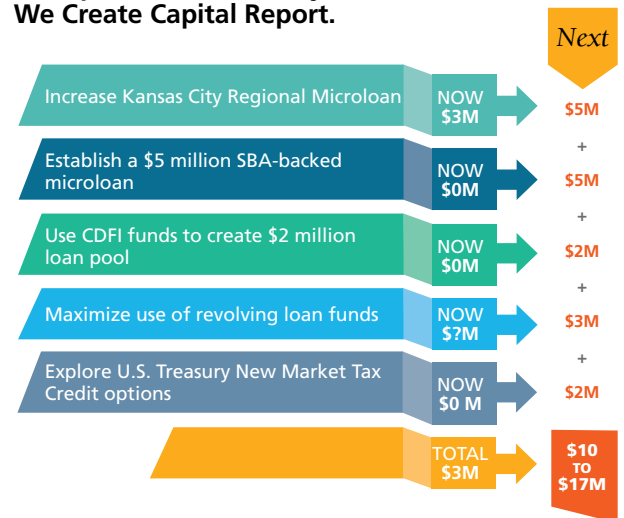 We Create Capital Report.
Next
Increase Kansas City Regional Microloan
NOW
$3M
$5M
+
Establish a $5 million SBA-backed
microloan
NOW
$0M
$5M
+
Use CDFI funds to create $2 million
loan pool
NOW
$0M
$2M
+
Maximize use of revolving loan funds
NOW
$?M
$3M
+
Explore U.S. Treasury New Market Tax
Credit options
NOW
$0 M
$2M
TOTAL
$3M
$10
TO
$17M